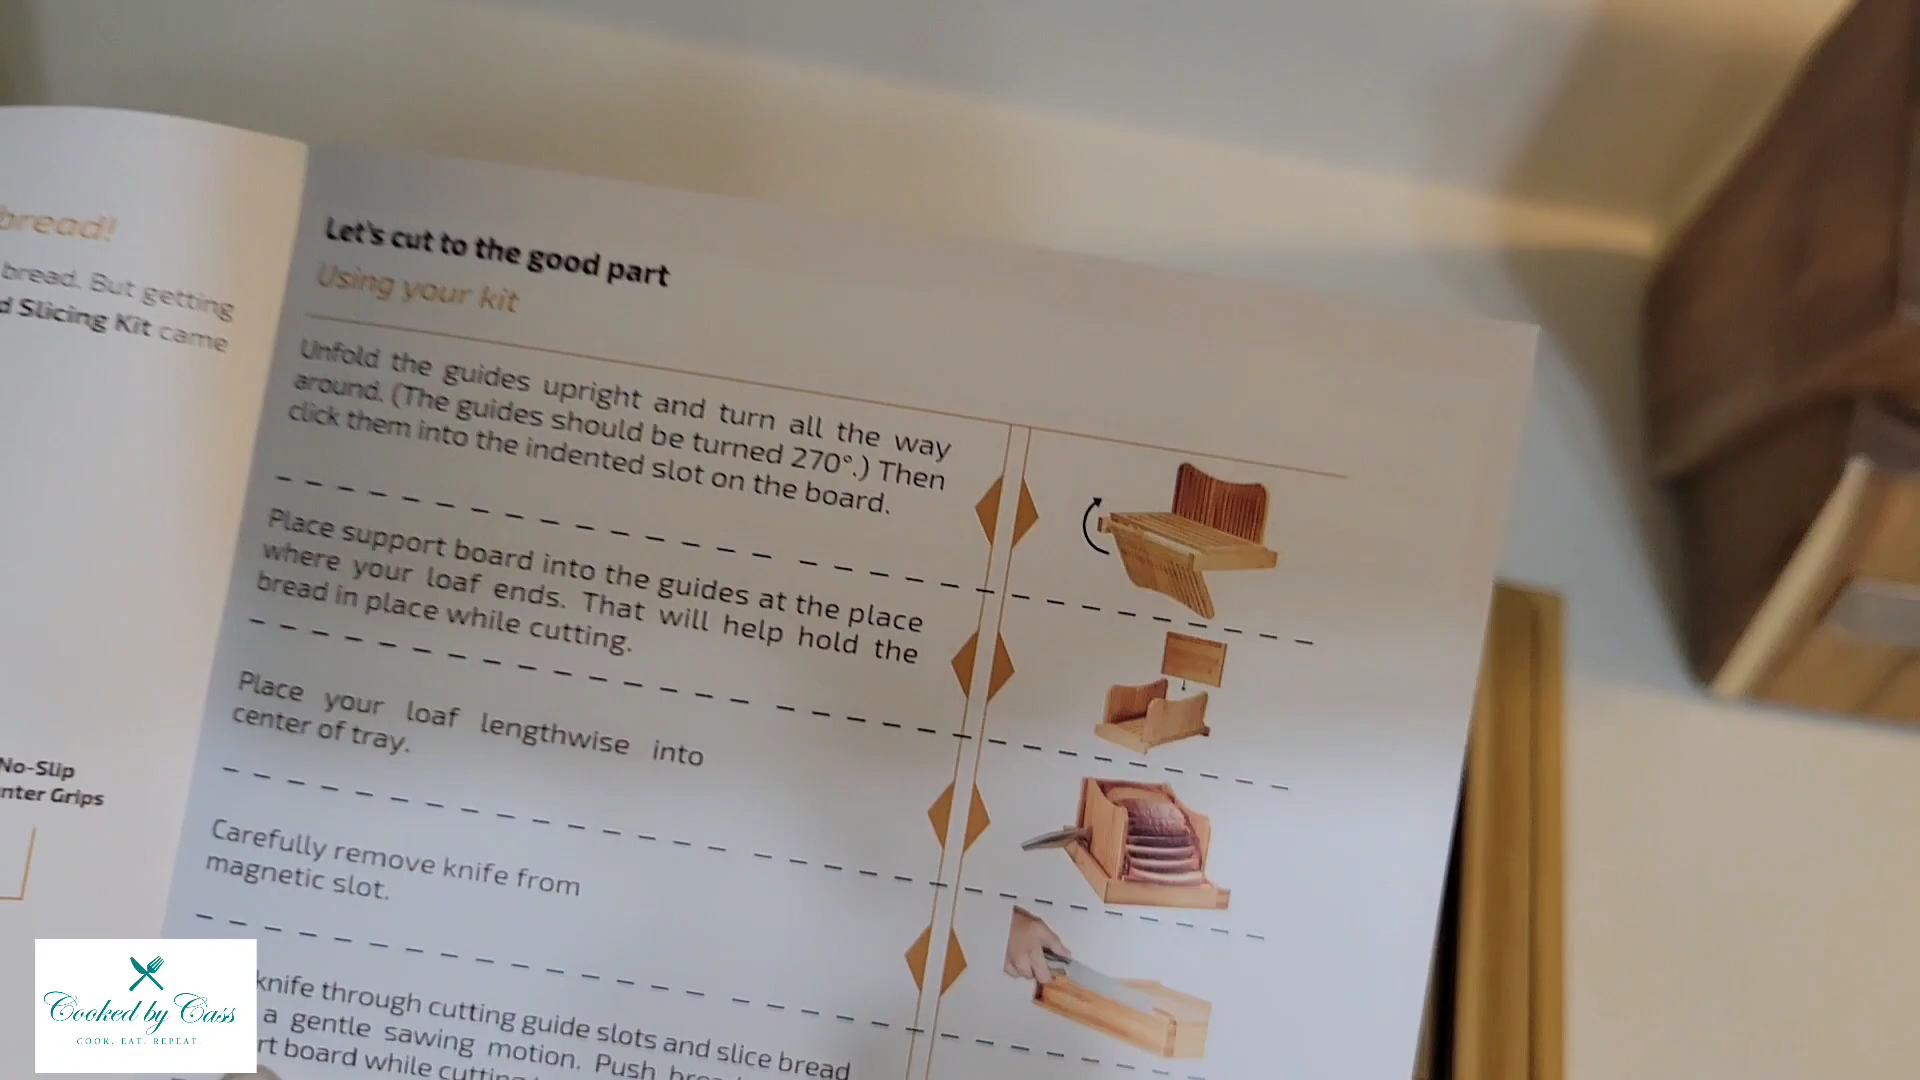 bread!
bread. But getting
d Slicing Kit came
No-Slip
nter Grips
Let's cut to the good part
Using your kit
Unfold the guides upright and turn all the way
around. (The guides should be turned 270°.) Then
click them into the indented slot on the board.
Place support board into the guides at the place
where your loaf ends. That will help hold the
bread in place while cutting.
Place your loaf lengthwise into
center of tray.
Carefully remove knife from
magnetic slot.
knife through cutting guide slots and slice bread
a gentle sawing motion. Push
rt board while cutting
Cooked by Cass
COOK. EAT. REPEAT.